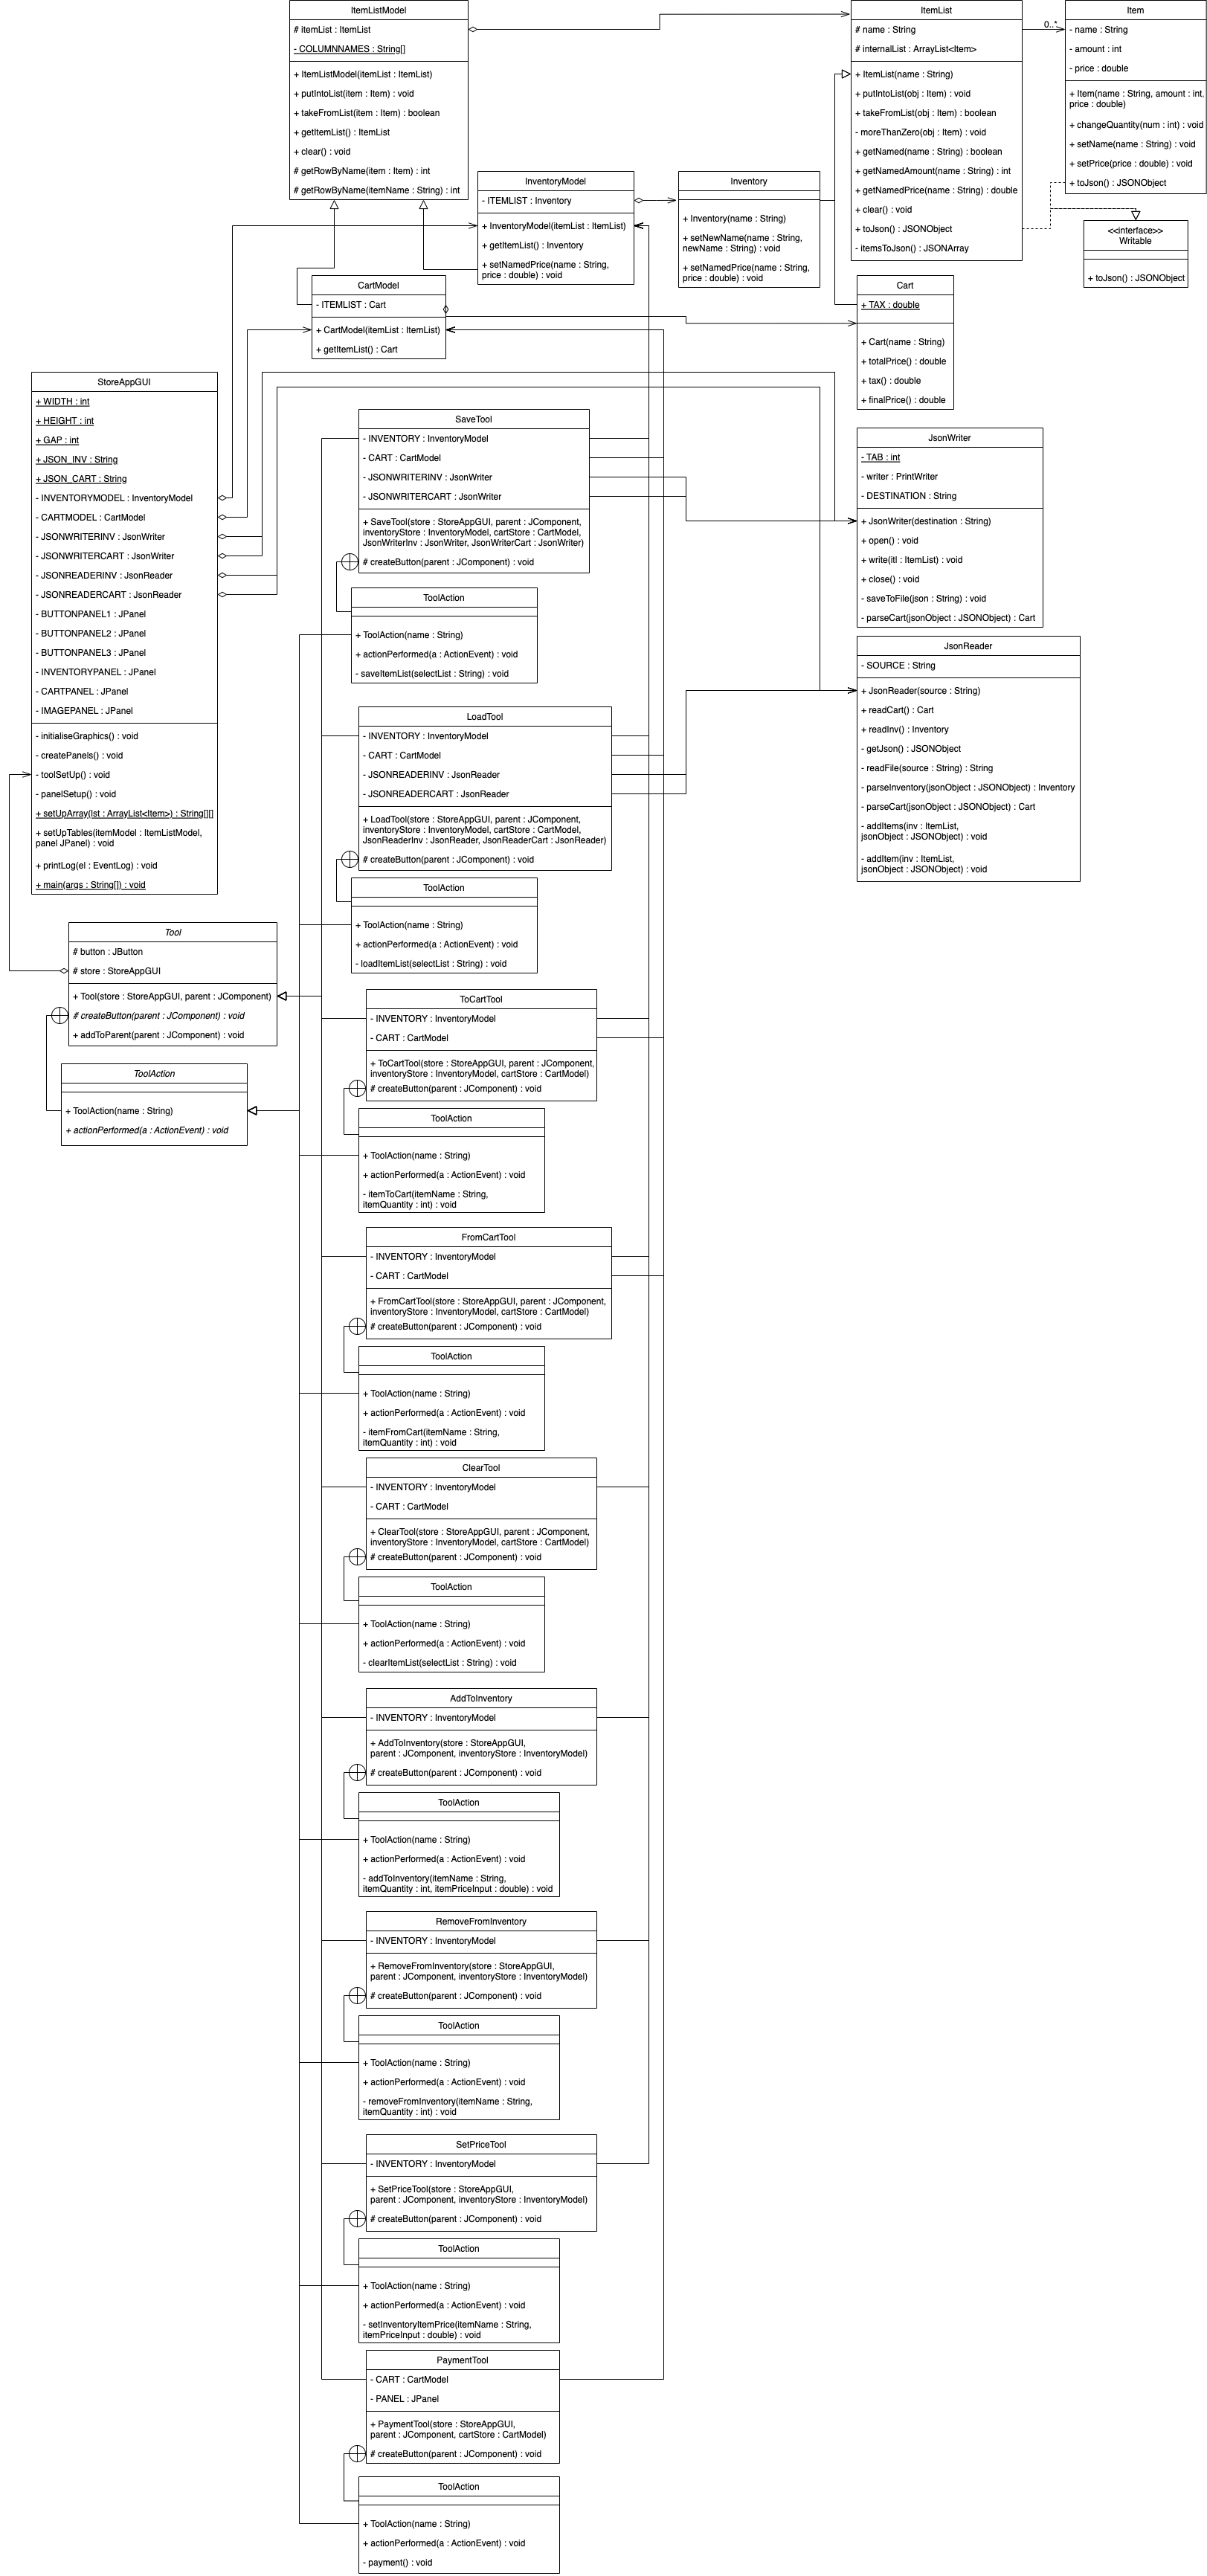 ItemListModel
# itemList : ItemList
- COLUMNNAMES : String[]
+ ItemListModel(itemList : ItemList)
+ putIntoList(item : Item) : void
+ takeFromList(item : Item) : boolean
+ getItemList() : ItemList
+ clear() : void
# getRowByName(item : Item) : int
# getRowByName(itemName : String) : int
ItemList
# name : String
# internalList : ArrayList<Item>
+ ItemList(name : String)
+ putIntoList(obj : Item) : void
+ takeFromList(obj : Item) : boolean
- moreThanZero(obj : Item) : void
+ getNamed(name : String) : boolean
+ getNamedAmount(name : String) : int
+ getNamedPrice(name : String) : double
+ clear() : void
+ toJson() : JSONObject
- itemsToJson() : JSONArray
0..*
Item
- name : String
- amount : int
- price : double
+ Item(name : String, amount : int,
price : double)
+ changeQuantity(num : int) : void
+ setName(name : String) : void
+ setPrice(price : double) : void
+ toJson() : JSONObject
<<interface>>
Writable
+ toJson() : JSONObject
InventoryModel
- ITEMLIST : Inventory
+ InventoryModel(itemList : ItemList)
+ getItemList() : Inventory
+ setNamedPrice(name : String,
price : double) : void
Inventory
+ Inventory(name : String)
+ setNewName(name : String,
newName : String) : void
+ setNamedPrice(name : String,
price : double) : void
CartModel
- ITEMLIST : Cart
+ CartModel(itemList : ItemList)
+ getItemList() : Cart
Cart
+ TAX : double
+ Cart(name : String)
+ totalPrice() : double
+ tax() : double
+ finalPrice() : double
StoreAppGUI
+ WIDTH : int
+ HEIGHT : int
+ GAP : int
+ JSON_INV : String
+ JSON_CART : String
- INVENTORYMODEL : InventoryModel
- CARTMODEL : CartModel
- JSONWRITERINV : JsonWriter
- JSONWRITERCART : JsonWriter
- JSONREADERINV : JsonReader
- JSONREADERCART : JsonReader
- BUTTONPANEL1 : JPanel
- BUTTONPANEL2 : JPanel
- BUTTONPANEL3 : JPanel
- INVENTORYPANEL : JPanel
- CARTPANEL : JPanel
- IMAGEPANEL : JPanel
- initialiseGraphics() : void
- createPanels() : void
- toolSetUp() : void
- panelSetup() : void
+ setUpArray(lst : ArrayList<Item>) : String[][]
+ setUpTables(itemModel : ItemListModel,
panel JPanel) : void
+ printLog(el : EventLog) : void
+ main(args : String[]) : void
SaveTool
- INVENTORY : InventoryModel
- CART : CartModel
- JSONWRITERINV : JsonWriter
- JSONWRITERCART : JsonWriter
+ SaveTool(store : StoreAppGUI, parent : JComponent,
inventoryStore : InventoryModel, cartStore : CartModel,
JsonWriterInv : JsonWriter, JsonWriterCart : JsonWriter)
# createButton(parent : JComponent) : void
ToolAction
+ ToolAction(name : String)
+ actionPerformed(a : ActionEvent) : void
- saveItemList(selectList : String) : void
JsonWriter
- TAB : int
- writer : PrintWriter
- DESTINATION : String
+ JsonWriter(destination : String)
+ open() : void
+ write(itl : ItemList) : void
+ close() : void
- saveToFile(json : String) : void
- parseCart(jsonObject : JSONObject) : Cart
JsonReader
- SOURCE : String
+ JsonReader(source : String)
+ readCart() : Cart
+ readInv() : Inventory
- getJson() : JSONObject
- readFile(source : String) : String
- parseInventory(jsonObject : JSONObject) : Inventory
- parseCart(jsonObject : JSONObject) : Cart
- addItems(inv : ItemList,
jsonObject : JSONObject) : void
- addItem(inv : ItemList,
jsonObject : JSONObject) : void
LoadTool
- INVENTORY : InventoryModel
- CART : CartModel
- JSONREADERINV : JsonReader
- JSONREADERCART : JsonReader
+ LoadTool(store : StoreAppGUI, parent : JComponent,
inventoryStore : InventoryModel, cartStore : CartModel,
JsonReaderInv : JsonReader, JsonReaderCart : JsonReader)
# createButton(parent : JComponent) : void
ToolAction
+ ToolAction(name : String)
+ actionPerformed(a : ActionEvent) : void
- loadItemList(selectList : String) : void
Tool
# button : JButton
# store : StoreAppGUI
+ Tool(store : StoreAppGUI, parent : JComponent)
# createButton(parent : JComponent) : void
+ addToParent(parent : JComponent) : void
ToolAction
+ ToolAction(name : String)
+ actionPerformed(a : ActionEvent) : void
ToCartTool
- INVENTORY : InventoryModel
- CART : CartModel
+ ToCartTool(store : StoreAppGUI, parent : JComponent,
inventoryStore : InventoryModel, cartStore : CartModel)
# createButton(parent : JComponent) : void
ToolAction
+ ToolAction(name : String)
+ actionPerformed(a : ActionEvent) : void
- itemToCart(itemName : String,
itemQuantity : int) : void
FromCartTool
- INVENTORY : InventoryModel
- CART : CartModel
+ FromCartTool(store : StoreAppGUI, parent : JComponent,
inventoryStore : InventoryModel, cartStore : CartModel)
# createButton(parent : JComponent) : void
ToolAction
+ ToolAction(name : String)
+ actionPerformed(a : ActionEvent) : void
- itemFromCart(itemName : String,
itemQuantity : int) : void
ClearTool
- INVENTORY : InventoryModel
- CART : CartModel
+ ClearTool(store : StoreAppGUI, parent : JComponent,
inventoryStore : InventoryModel, cartStore : CartModel)
# createButton(parent : JComponent) : void
ToolAction
+ ToolAction(name : String)
+ actionPerformed(a : ActionEvent) : void
- clearItemList(selectList : String) : void
AddToInventory
- INVENTORY : InventoryModel
+ AddToInventory(store : StoreAppGUI,
parent : JComponent, inventoryStore : InventoryModel)
# createButton(parent : JComponent) : void
ToolAction
+ ToolAction(name : String)
+ actionPerformed(a : ActionEvent) : void
- addToInventory(itemName : String,
itemQuantity : int, itemPriceInput : double) : void
RemoveFromInventory
- INVENTORY : InventoryModel
+ RemoveFromInventory(store : StoreAppGUI,
parent : JComponent, inventoryStore : InventoryModel)
# createButton(parent : JComponent) : void
ToolAction
+ ToolAction(name : String)
+ actionPerformed(a : ActionEvent) : void
- removeFromInventory(itemName : String,
itemQuantity : int) : void
SetPriceTool
- INVENTORY : InventoryModel
+ SetPriceTool(store : StoreAppGUI,
parent : JComponent, inventoryStore : InventoryModel)
# createButton(parent : JComponent) : void
ToolAction
+ ToolAction(name : String)
+ actionPerformed(a : ActionEvent) : void
- setInventoryItemPrice(itemName : String,
itemPriceInput : double) : void
PaymentTool
- CART : CartModel
- PANEL : JPanel
+ PaymentTool(store : StoreAppGUI,
parent : JComponent, cartStore : CartModel)
# createButton(parent : JComponent) : void
ToolAction
+ ToolAction(name : String)
+ actionPerformed(a : ActionEvent) : void
- payment() : void